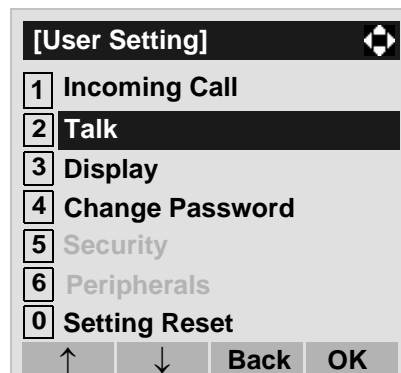 [User Setting]
1 Incoming Call
2 Talk
3 Display
4 Change Password
5 Security
6 Peripherals
0 Setting Reset
↑ ↓ Back OK